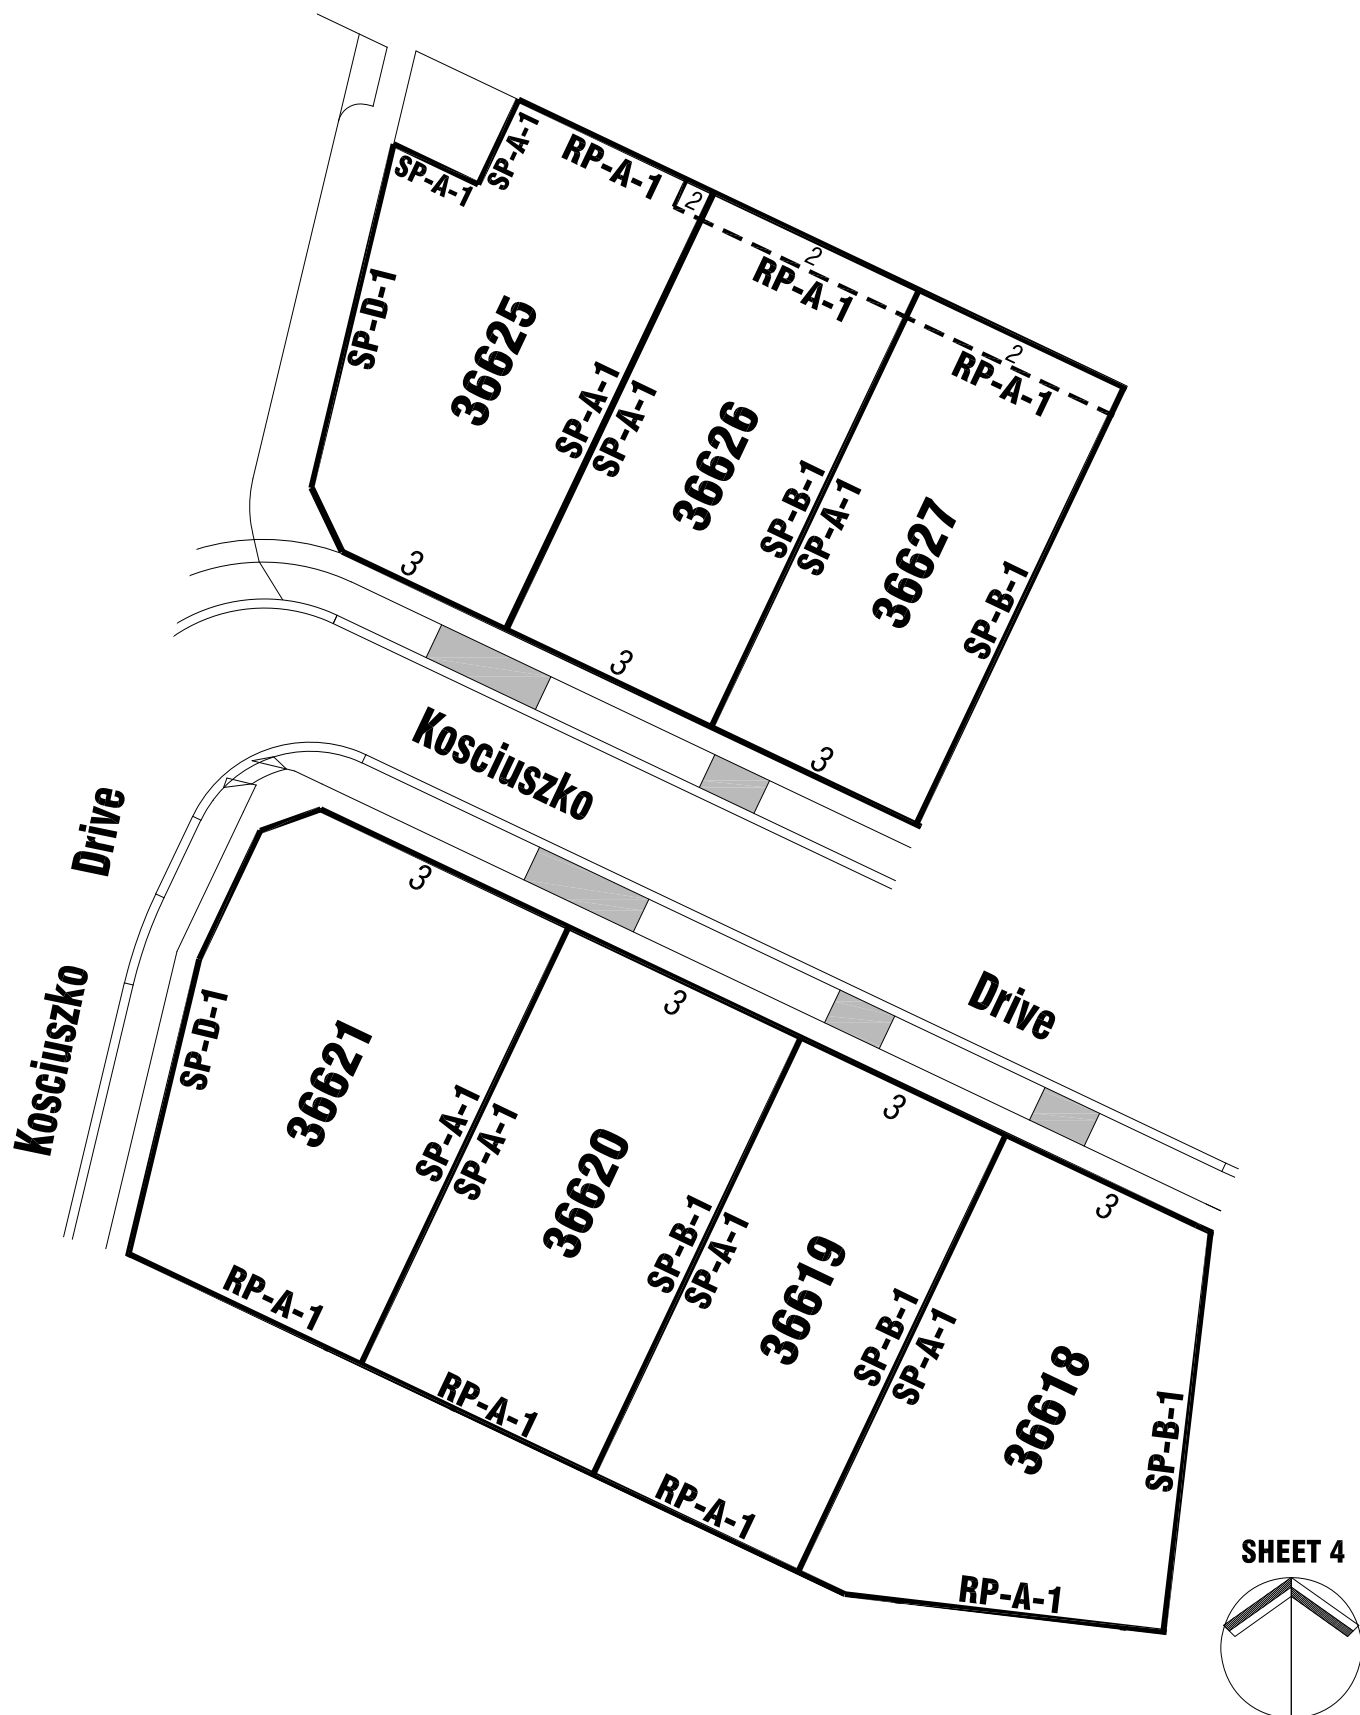 SP-A-1
SP-A-1
RP-A-1
2
2
RP-A-1
2
RP-A-1
SP-D-1
36625
SP-A-1
SP-A-1
36626
SP-B-1
SP-A-1
36627
SP-B-1
3
3
3
Kosciuszko
Drive
Kosciuszko
Drive
3
3
3
3
SP-D-1
36621
SP-A-1
SP-A-1
36620
SP-B-1
SP-A-1
36619
SP-B-1
SP-A-1
36618
SP-B-1
RP-A-1
RP-A-1
RP-A-1
RP-A-1
SHEET 4